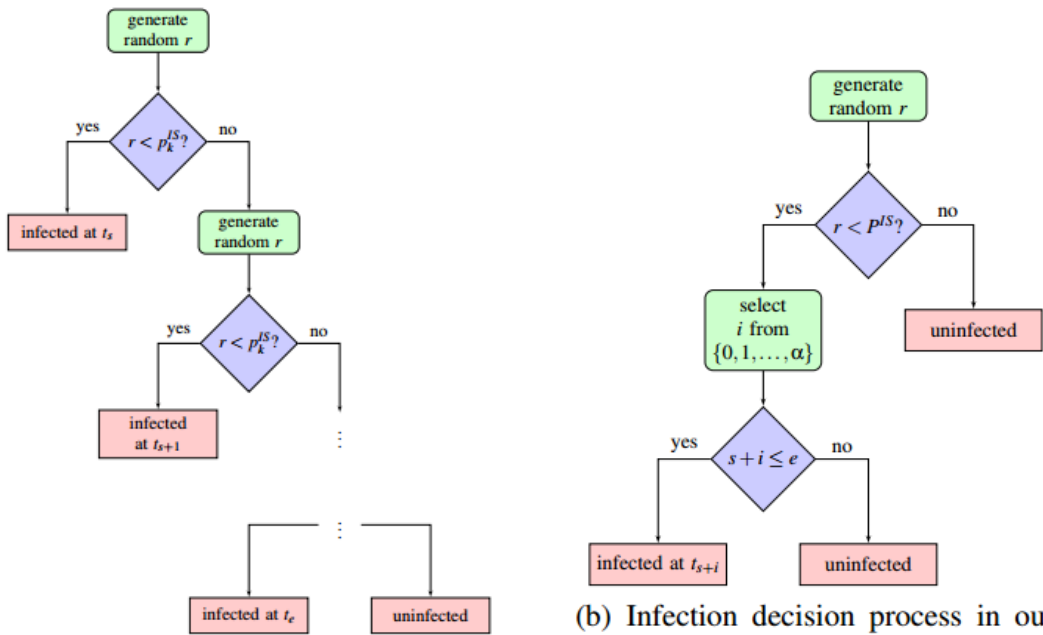 generate
random r
yes
r < p_k^{IS}?
no
infected at t_s
generate
random r
yes
r < p_k^{IS}?
no
infected
at t_{s+1}
⋮
⋮
infected at t_e
uninfected
generate
random r
yes
r < P^{IS}?
no
select
i from
{0, 1, . . . , α}
uninfected
yes
s + i ≤ e
no
infected at t_{s+i}
uninfected
(b) Infection decision process in ou